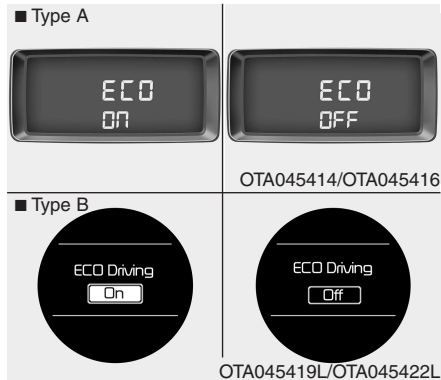 ■ Type A
ECO
ON
ECO
OFF
OTA045414/OTA045416
■ Type B
ECO Driving
On
ECO Driving
Off
OTA045419L/OTA045422L